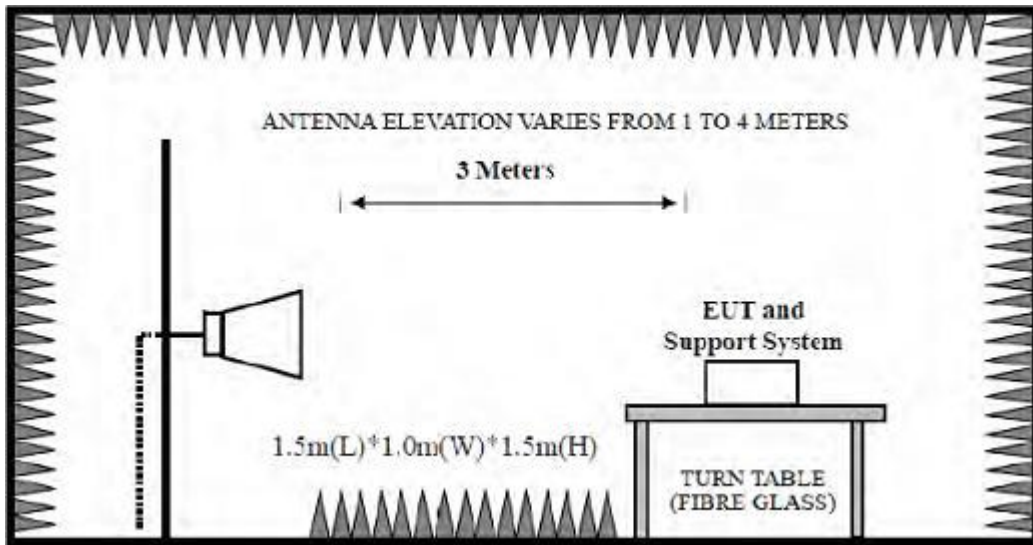 ANTENNA ELEVATION VARIES FROM 1 TO 4 METERS
3 Meters
EUT and
Support System
1.5m(L)*1.0m(W)*1.5m(H)
TURN TABLE
(FIBRE GLASS)